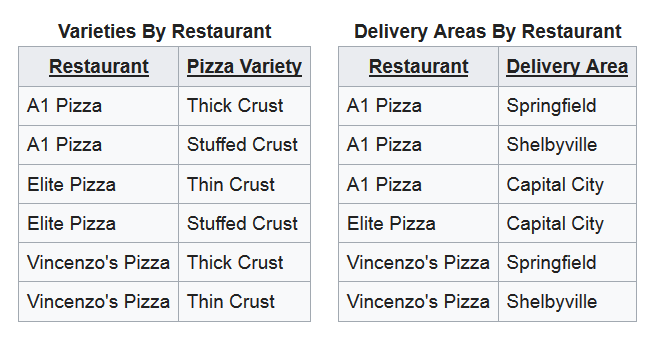 Varieties By Restaurant
Restaurant Pizza Variety
A1 Pizza Thick Crust
A1 Pizza Stuffed Crust
Elite Pizza Thin Crust
Elite Pizza Stuffed Crust
Vincenzo's Pizza Thick Crust
Vincenzo's Pizza Thin Crust
Delivery Areas By Restaurant
Restaurant Delivery Area
A1 Pizza Springfield
A1 Pizza Shelbyville
A1 Pizza Capital City
Elite Pizza Capital City
Vincenzo's Pizza Springfield
Vincenzo's Pizza Shelbyville